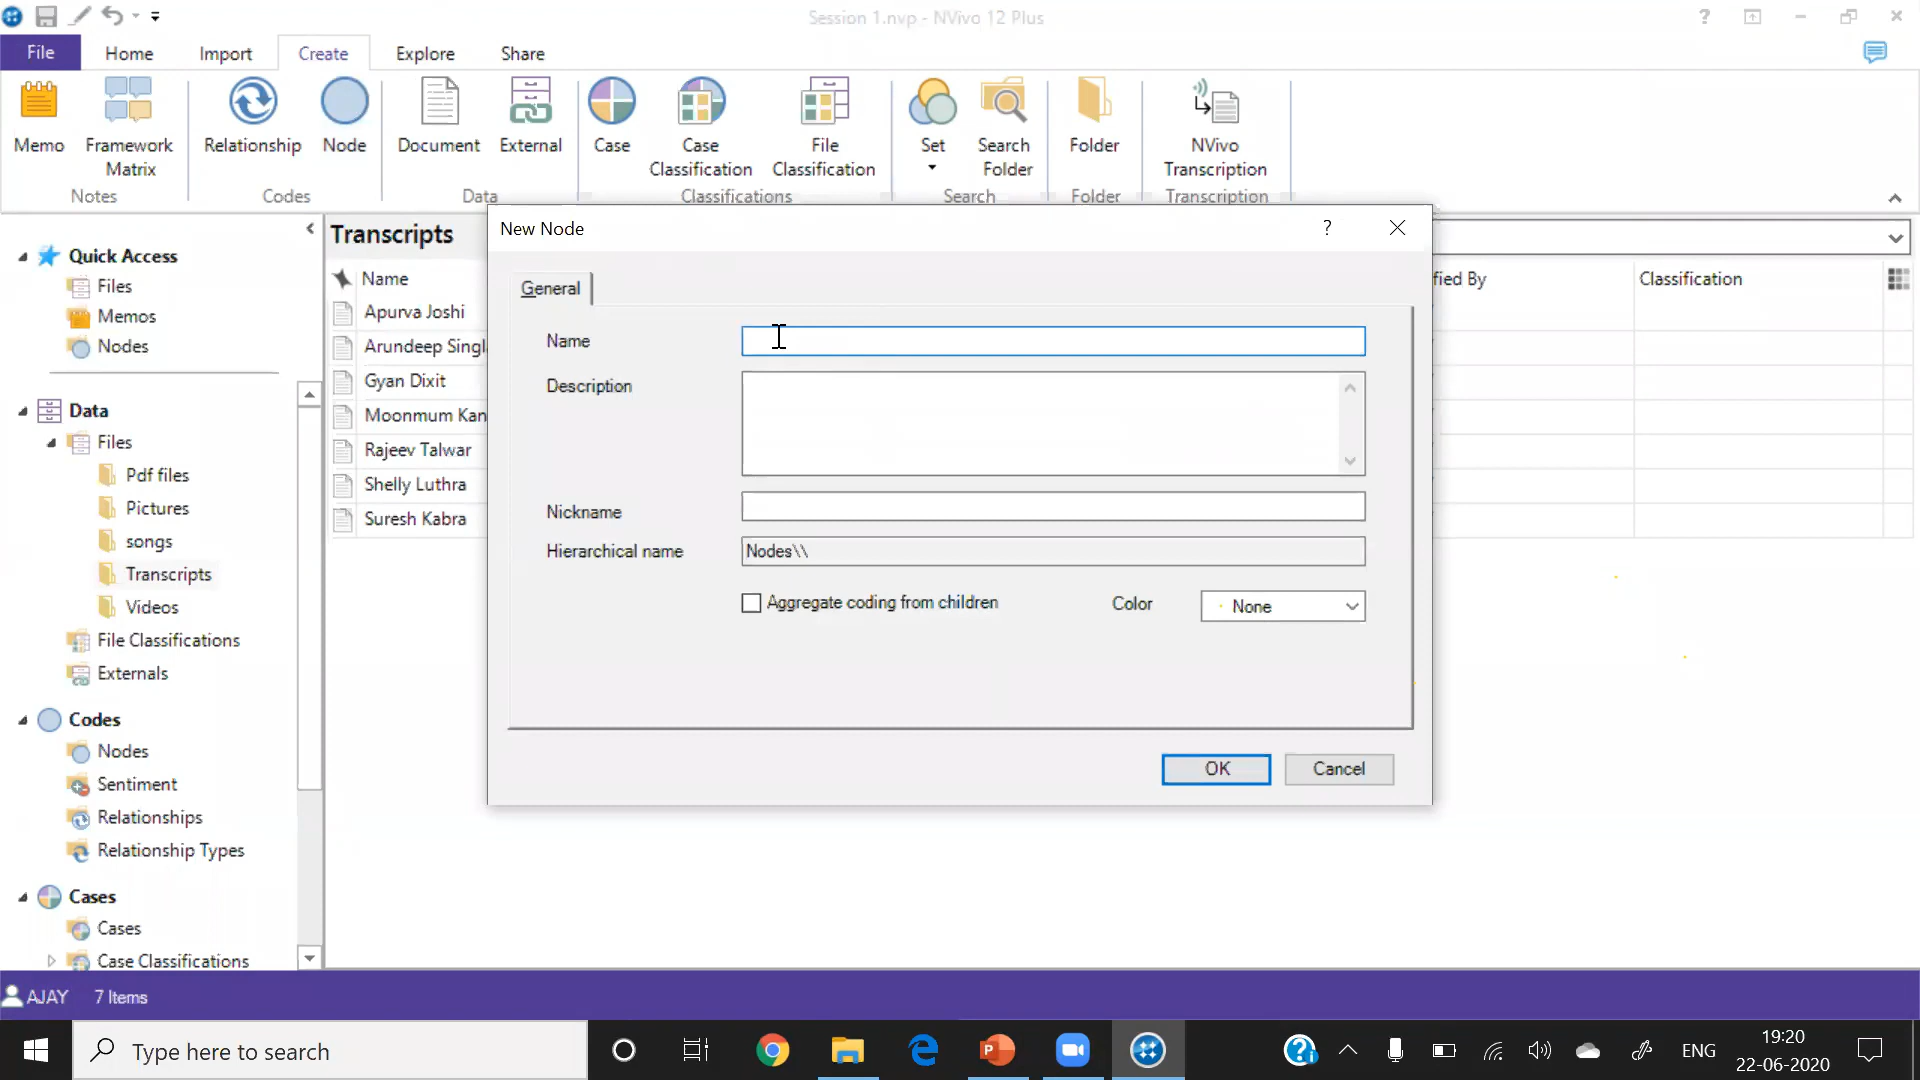 Session 1.nvp - NVivo 12 Plus
File
Home
Import
Create
Explore
Share
Memo
Framework
Matrix
Relationship
Node
Document
External
Case
Case
Classification
File
Classification
Set
Search
Folder
Folder
NVivo
Transcription
Notes
Codes
Data
Classifications
Search
Folder
Transcription
Quick Access
Files
Memos
Nodes
Data
Files
Pdf files
Pictures
songs
Transcripts
Videos
File Classifications
Externals
Codes
Nodes
Sentiment
Relationships
Relationship Types
Cases
Cases
Case Classifications
Transcripts
Name
fied By
Classification
Apurva Joshi
Arundeep Singl
Gyan Dixit
Moonmum Kan
Rajeev Talwar
Shelly Luthra
Suresh Kabra
New Node
?
General
Name
Description
Nickname
Hierarchical name
Nodes\\
Aggregate coding from children
Color
None
OK
Cancel
AJAY
7 Items
Type here to search
ENG
19:20
22-06-2020